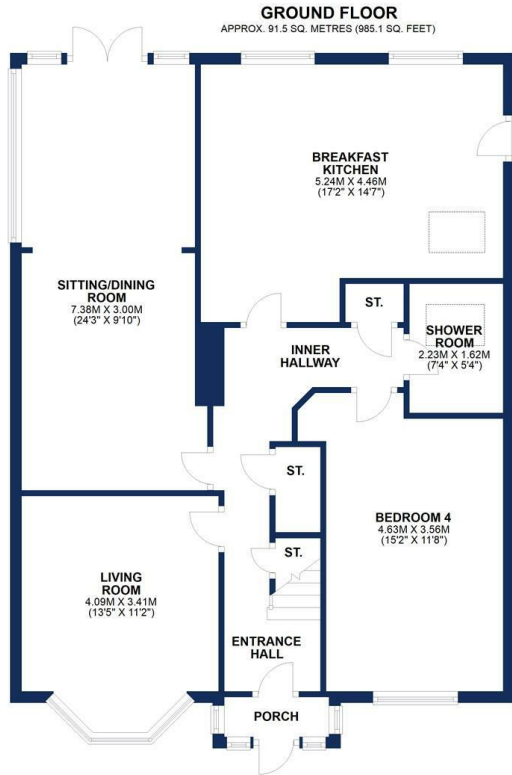 GROUND FLOOR
APPROX. 91.5 SQ. METRES (985.1 SQ. FEET)
BREAKFAST
KITCHEN
5.24M X 4.46M
(17'2" X 14'7")
SITTING/DINING
ROOM
7.38M X 3.00M
(24'3" X 9'10")
ST.
SHOWER
ROOM
2.23M X 1.62M
(7'4" X 5'4")
INNER
HALLWAY
ST.
BEDROOM 4
4.63M X 3.56M
(15'2" X 11'8")
ST.
LIVING
ROOM
4.09M X 3.41M
(13'5" X 11'2")
ENTRANCE
HALL
PORCH